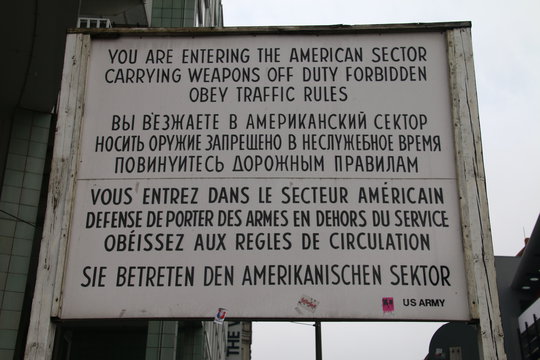 YOU ARE ENTERING THE AMERICAN SECTOR
CARRYING WEAPONS OFF DUTY FORBIDDEN
OBEY TRAFFIC RULES
ВЫ В'ЕЗЖАЕТЕ В АМЕРИКАНСКИЙ СЕКТОР
НОСИТЬ ОРУЖИЕ ЗАПРЕЩЕНО В НЕСЛУЖЕБНОЕ ВРЕМЯ
ПОВИНУЙТЕСЬ ДОРОЖНЫМ ПРАВИЛАМ
VOUS ENTREZ DANS LE SECTEUR AMÉRICAIN
DEFENSE DE PORTER DES ARMES EN DEHORS DU SERVICE
OBÉISSEZ AUX REGLES DE CIRCULATION
SIE BETRETEN DEN AMERIKANISCHEN SEKTOR
US ARMY
THE